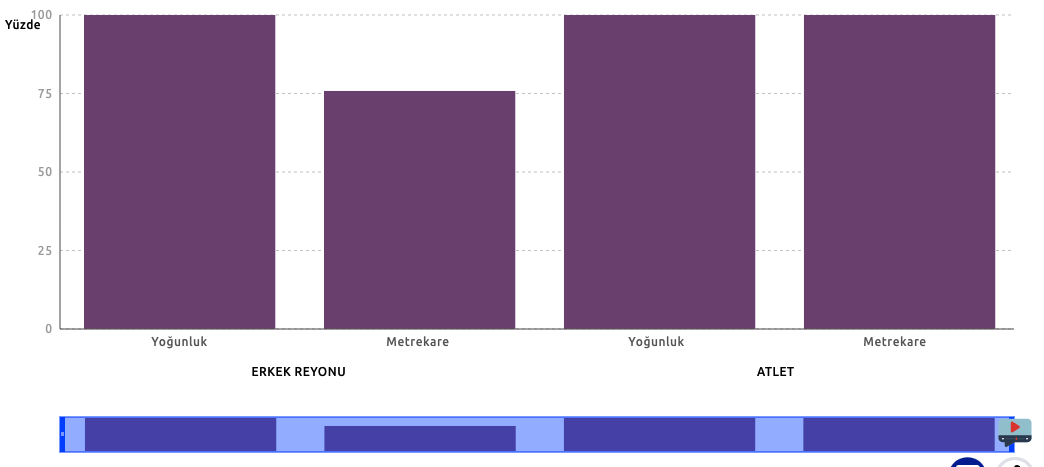 Yüzde
100
75
50
25
0
Yoğunluk Metrekare Yoğunluk Metrekare
ERKEK REYONU ATLET